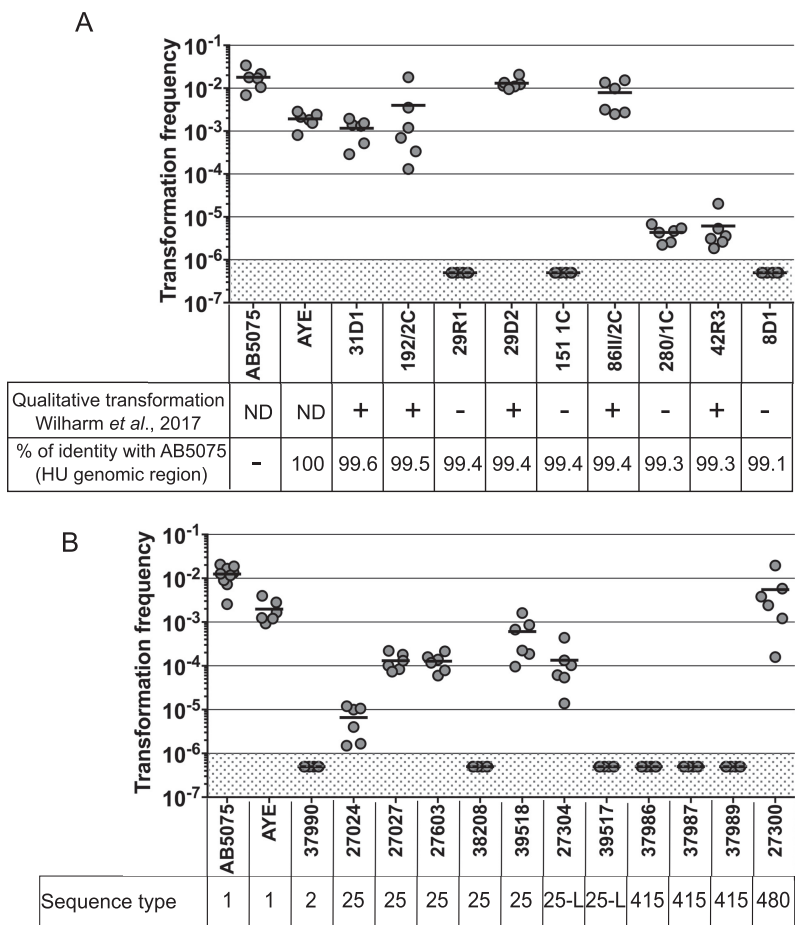 A
Transformation frequency
10-1
10-2
10-3
10-4
10-5
10-6
10-7
AB5075 AYE 31D1 192/2C 29R1 29D2 151 1C 86II/2C 280/1C 42R3 8D1
Qualitative transformation
Wilharm et al., 2017
ND ND + + - + - + - + -
% of identity with AB5075
(HU genomic region)
- 100 99.6 99.5 99.4 99.4 99.4 99.4 99.3 99.3 99.1
B
Transformation frequency
10-1
10-2
10-3
10-4
10-5
10-6
10-7
AB5075 AYE 37990 27024 27027 27603 38208 39518 27304 39517 37986 37987 37989 27300
Sequence type 1 1 2 25 25 25 25 25 25-L 25-L 415 415 415 480